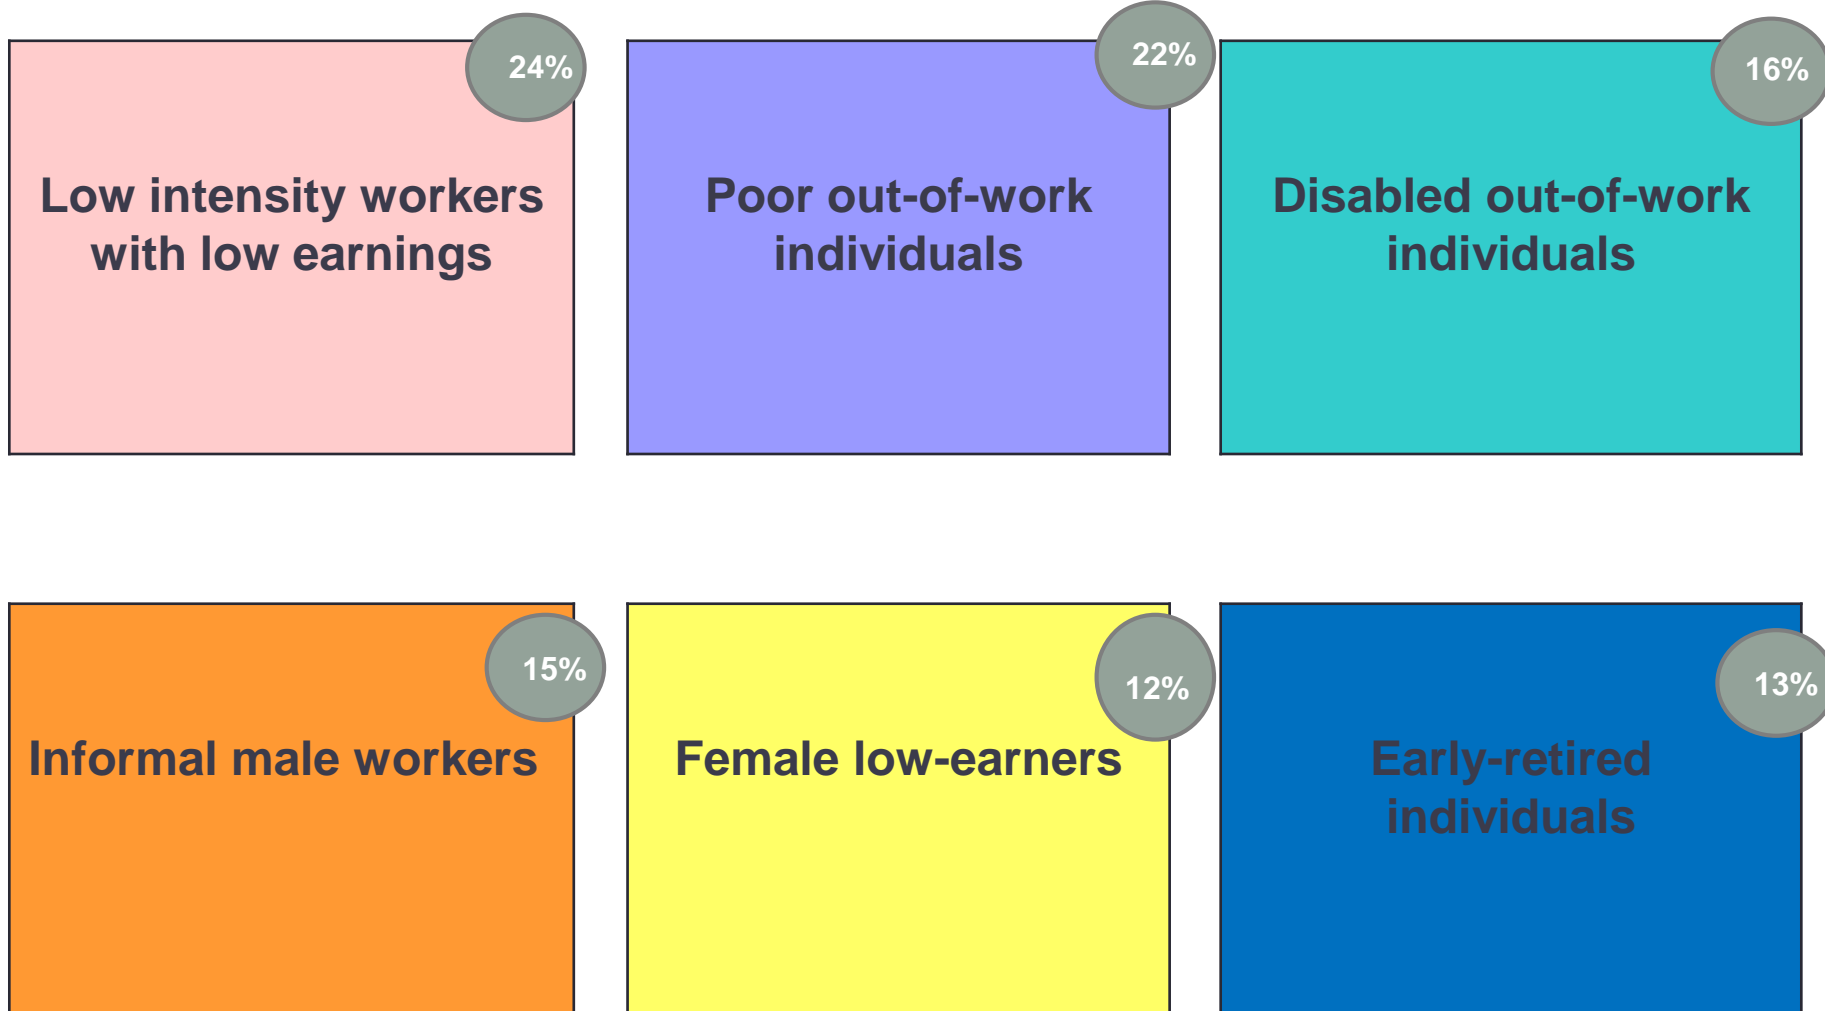 24%
Low intensity workers
with low earnings
22%
Poor out-of-work
individuals
16%
Disabled out-of-work
individuals
15%
Informal male workers
12%
Female low-earners
13%
Early-retired
individuals